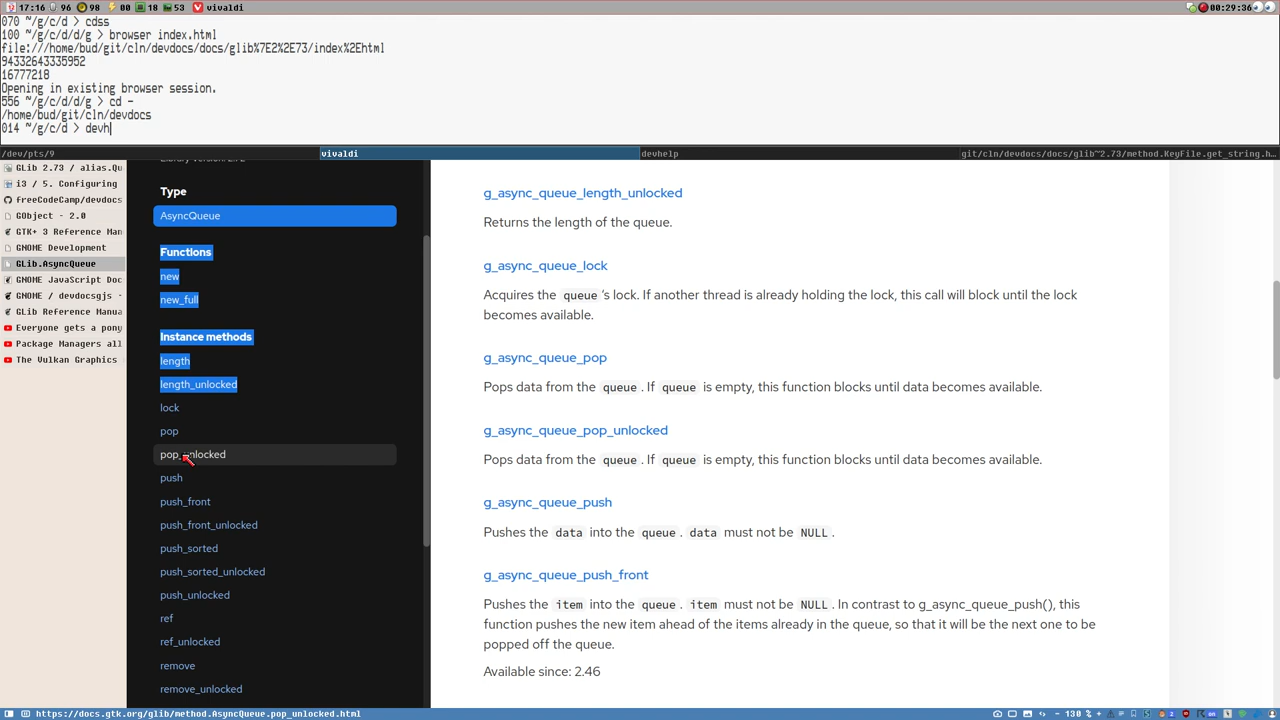 17:16 96 98 00 18 53 vivaldi 00:29:36
070 ~/g/c/d/d/g > cdss
100 ~/g/c/d/d/g > browser index.html
file:///home/bud/git/cln/devdocs/docs/glib%7E2%2E73/index%2Ehtml
94332643335952
16777218
Opening in existing browser session.
556 ~/g/c/d/d/g > cd -
/home/bud/git/cln/devdocs
014 ~/g/c/d > devh
/dev/pts/9 vivaldi devhelp git/cln/devdocs/docs/glib~2.73/method.KeyFile.get_string.h…
GLib 2.73 / alias.Qu
i3 / 5. Configuring
freeCodeCamp/devdocs
GObject - 2.0
GTK+ 3 Reference Man
GNOME Development
GLib.AsyncQueue
GNOME JavaScript Doc
GNOME / devdocsgjs ·
GLib Reference Manua
Everyone gets a pony
Package Managers all
The Vulkan Graphics
Type
AsyncQueue
Functions
new
new_full
Instance methods
length
length_unlocked
lock
pop
pop_unlocked
push
push_front
push_front_unlocked
push_sorted
push_sorted_unlocked
push_unlocked
ref
ref_unlocked
remove
remove_unlocked
g_async_queue_length_unlocked
Returns the length of the queue.
g_async_queue_lock
Acquires the queue 's lock. If another thread is already holding the lock, this call will block until the lock
becomes available.
g_async_queue_pop
Pops data from the queue . If queue is empty, this function blocks until data becomes available.
g_async_queue_pop_unlocked
Pops data from the queue . If queue is empty, this function blocks until data becomes available.
g_async_queue_push
Pushes the data into the queue . data must not be NULL .
g_async_queue_push_front
Pushes the item into the queue . item must not be NULL . In contrast to g_async_queue_push(), this
function pushes the new item ahead of the items already in the queue, so that it will be the next one to be
popped off the queue.
Available since: 2.46
https://docs.gtk.org/glib/method.AsyncQueue.pop_unlocked.html - 130 % +